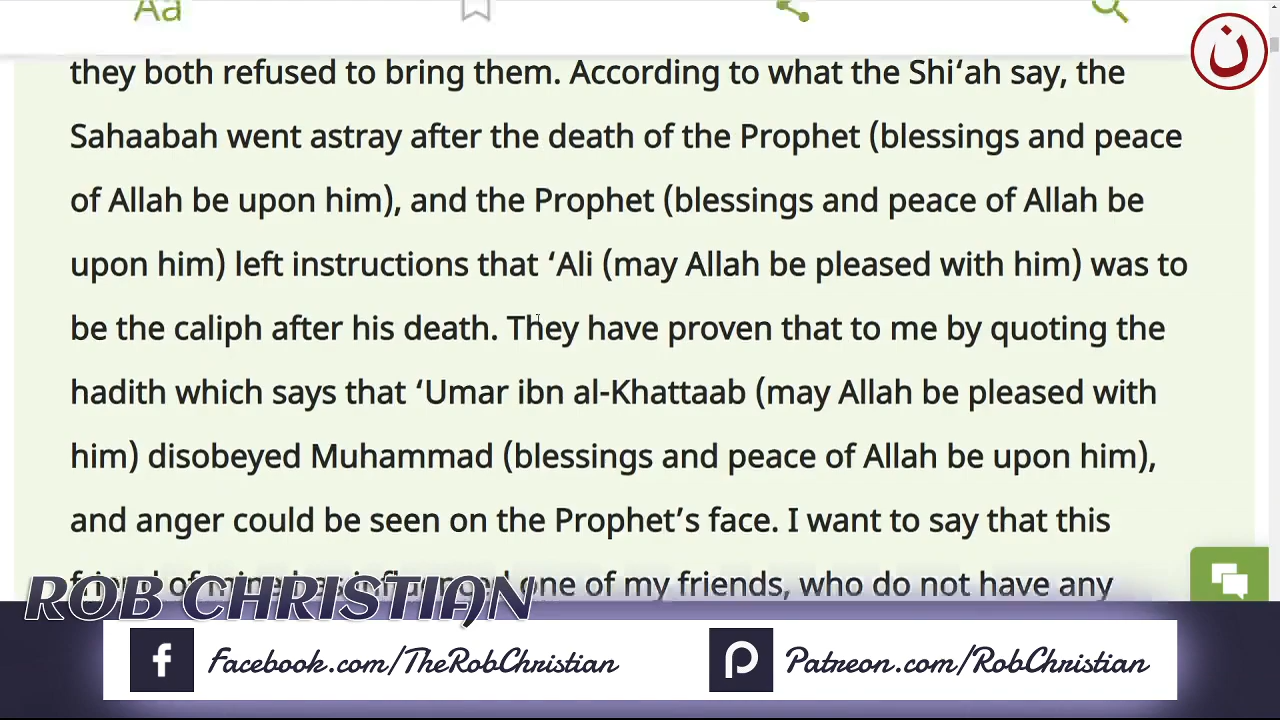 Aa
ن
they both refused to bring them. According to what the Shi‘ah say, the
Sahaabah went astray after the death of the Prophet (blessings and peace
of Allah be upon him), and the Prophet (blessings and peace of Allah be
upon him) left instructions that ‘Ali (may Allah be pleased with him) was to
be the caliph after his death. They have proven that to me by quoting the
hadith which says that ‘Umar ibn al-Khattaab (may Allah be pleased with
him) disobeyed Muhammad (blessings and peace of Allah be upon him),
and anger could be seen on the Prophet’s face. I want to say that this
friend of mine has influenced one of my friends, who do not have any
ROB CHRISTIAN
Facebook.com/TheRobChristian
Patreon.com/RobChristian